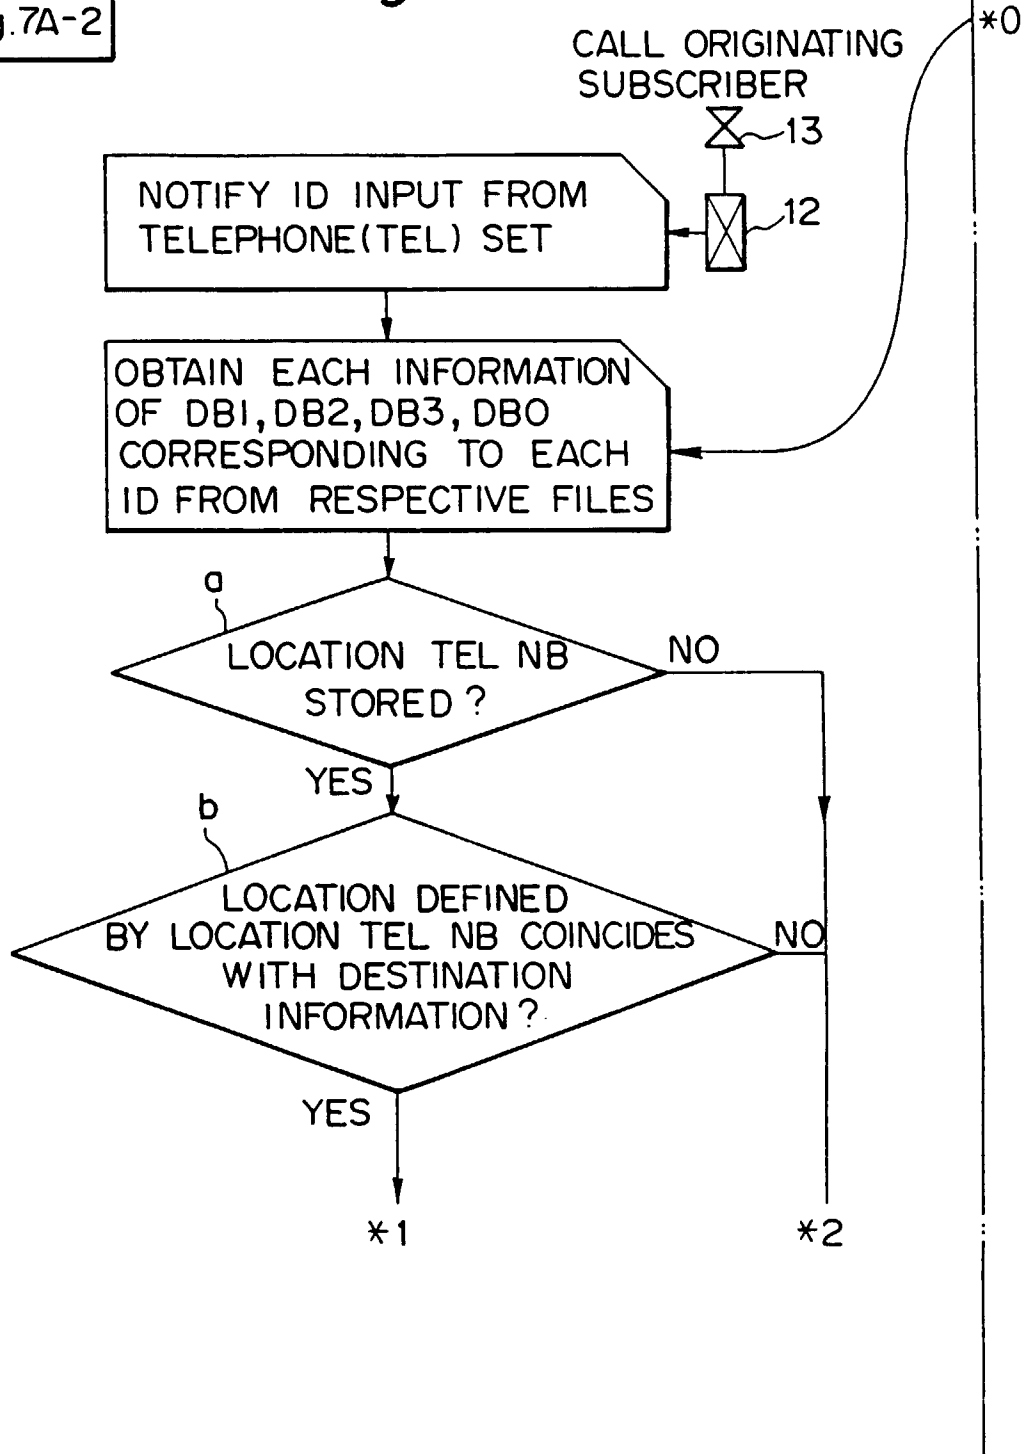 g.7A-2
*0
CALL ORIGINATING
SUBSCRIBER
13
NOTIFY ID INPUT FROM
TELEPHONE(TEL) SET
12
OBTAIN EACH INFORMATION
OF DB1, DB2, DB3, DB0
CORRESPONDING TO EACH
ID FROM RESPECTIVE FILES
a
LOCATION TEL NB
STORED ?
NO
YES
b
LOCATION DEFINED
BY LOCATION TEL NB COINCIDES
WITH DESTINATION
INFORMATION ?
NO
YES
*1
*2